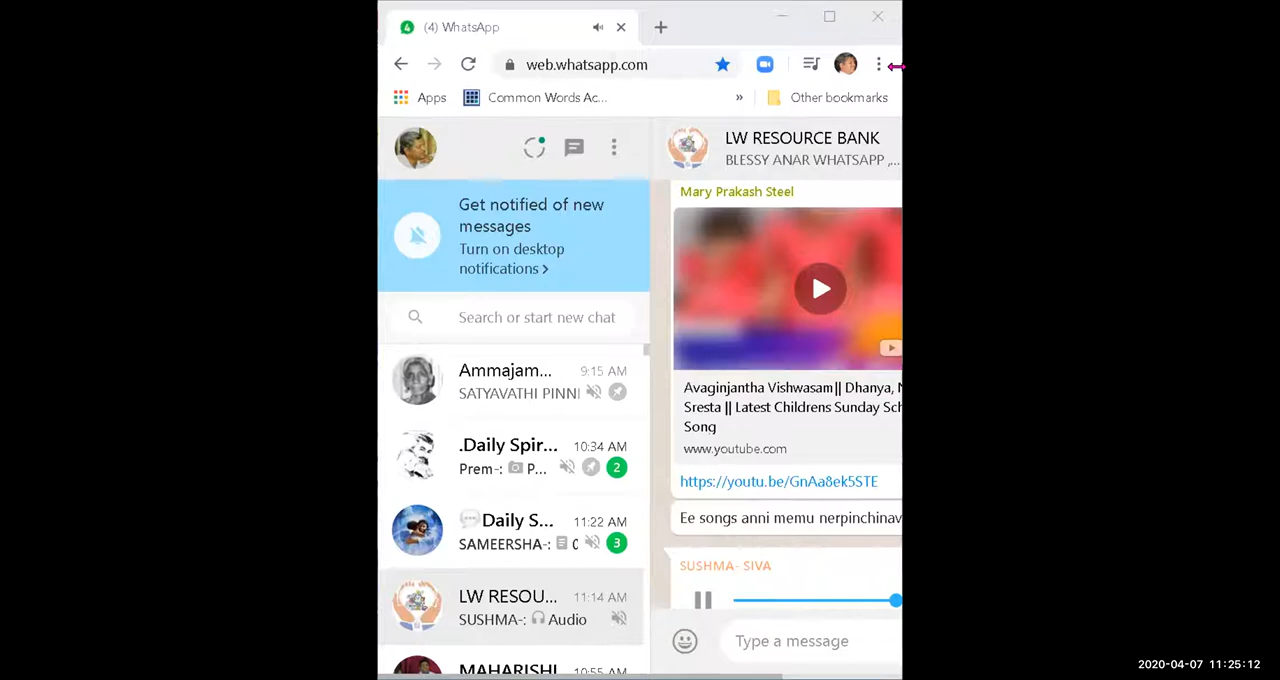 4 (4) WhatsApp
web.whatsapp.com
Apps Common Words Ac... » Other bookmarks
LW RESOURCE BANK
BLESSY ANAR WHATSAPP ,...
Get notified of new
messages
Turn on desktop
notifications >
Search or start new chat
Ammajam... 9:15 AM
SATYAVATHI PINNI
.Daily Spir... 10:34 AM
Prem-: P... 2
Daily S... 11:22 AM
SAMEERSHA-: 3
LW RESOU... 11:14 AM
SUSHMA-: Audio
MAHARISHI 10:55 AM
Mary Prakash Steel
Avaginjantha Vishwasam|| Dhanya,
Sresta || Latest Childrens Sunday Sc
Song
www.youtube.com
https://youtu.be/GnAa8ek5STE
Ee songs anni memu nerpinchinav
SUSHMA- SIVA
Type a message
2020-04-07 11:25:12